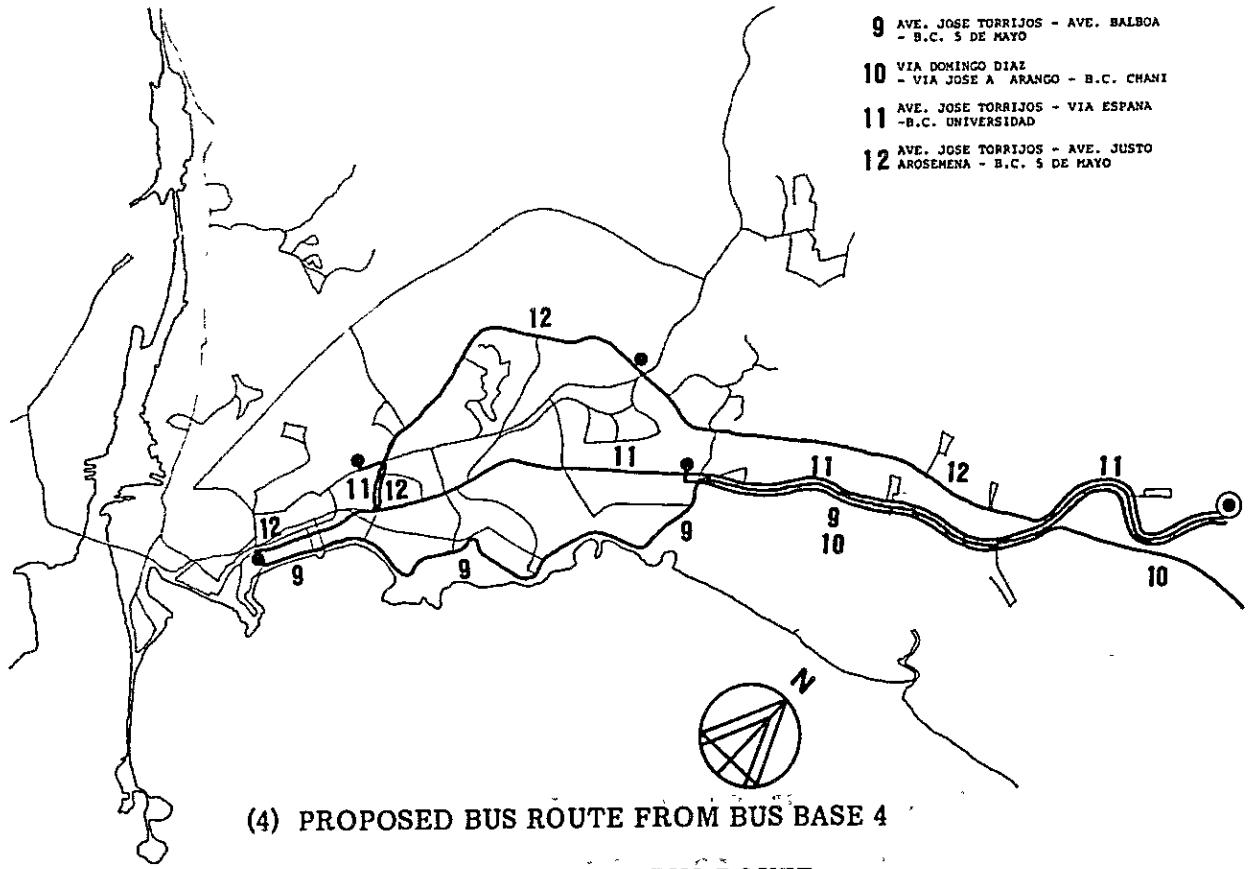 9 AVE. JOSE TORRIJOS - AVE. BALBOA
- B.C. 5 DE MAYO
10 VIA DOMINGO DIAZ
- VIA JOSE A ARANGO - B.C. CHANI
11 AVE. JOSE TORRIJOS - VIA ESPANA
-B.C. UNIVERSIDAD
12 AVE. JOSE TORRIJOS - AVE. JUSTO
AROSEMENA - B.C. 5 DE MAYO
12
11
12
11
12
11
11
12
9
10
9
10
9
9
N
(4) PROPOSED BUS ROUTE FROM BUS BASE 4